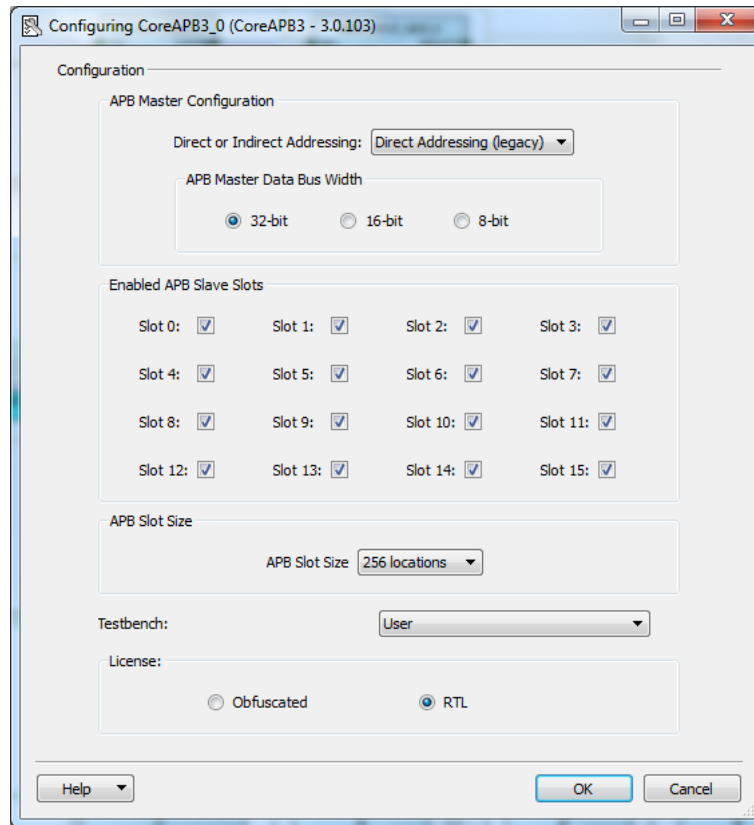 Configuring CoreAPB3_0 (CoreAPB3 - 3.0.103)
Configuration
APB Master Configuration
Direct or Indirect Addressing: Direct Addressing (legacy)
APB Master Data Bus Width
32-bit 16-bit 8-bit
Enabled APB Slave Slots
Slot 0: Slot 1: Slot 2: Slot 3:
Slot 4: Slot 5: Slot 6: Slot 7:
Slot 8: Slot 9: Slot 10: Slot 11:
Slot 12: Slot 13: Slot 14: Slot 15:
APB Slot Size
APB Slot Size 256 locations
Testbench: User
License:
Obfuscated RTL
Help OK Cancel